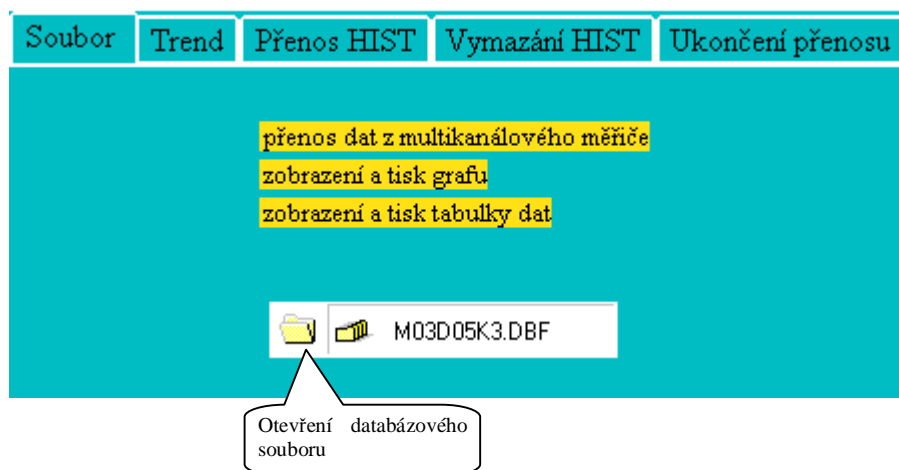 Soubor Trend Přenos HIST Vymazání HIST Ukončení přenosu
přenos dat z multikanálového měřiče
zobrazení a tisk grafu
zobrazení a tisk tabulky dat
M03D05K3.DBF
Otevření databázového
souboru